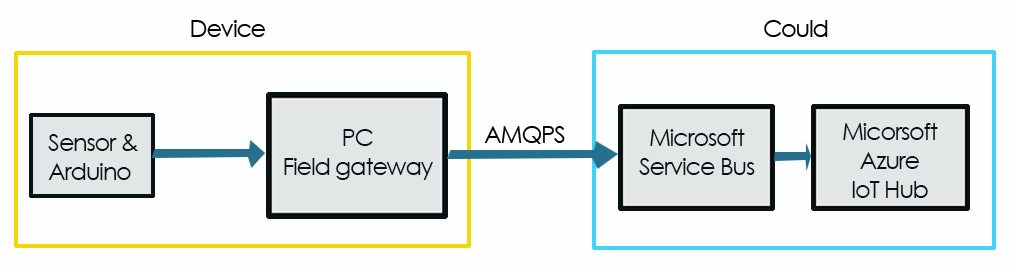 Device
Could
Sensor &
Arduino
PC
Field gateway
AMQPS
Microsoft
Service Bus
Micorsoft
Azure
IoT Hub